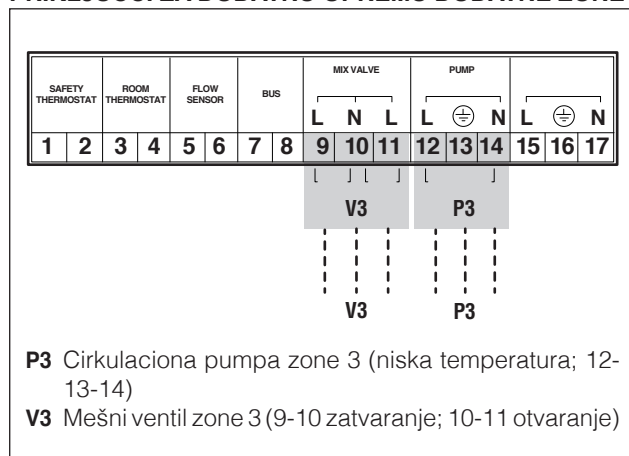 MIX VALVE PUMP
SAFETY ROOM FLOW BUS
THERMOSTAT THERMOSTAT SENSOR
L N L L N L N
1 2 3 4 5 6 7 8 9 10 11 12 13 14 15 16 17
V3 P3
V3 P3
P3 Cirkulaciona pumpa zone 3 (niska temperatura; 12-
13-14)
V3 Mešni ventil zone 3 (9-10 zatvaranje; 10-11 otvaranje)